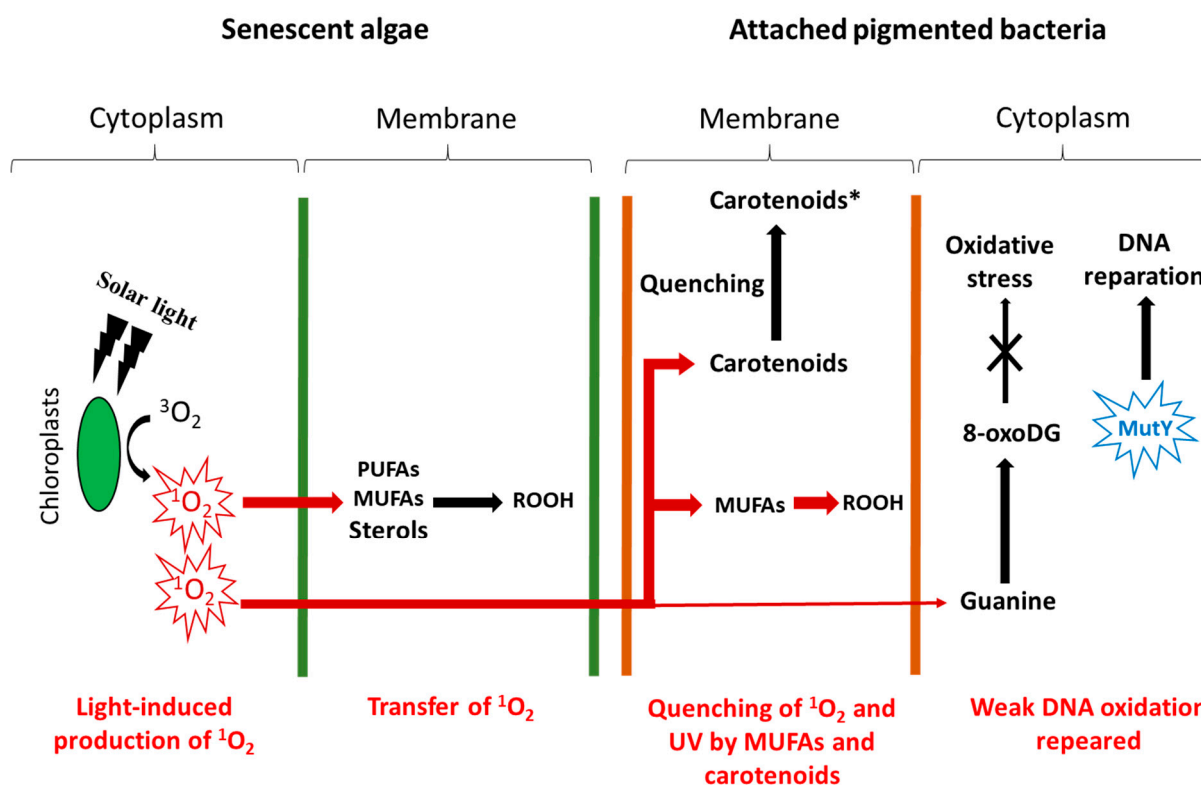 Senescent algae
Attached pigmented bacteria
Cytoplasm
Membrane
Membrane
Cytoplasm
Solar light
Chloroplasts
³O₂
¹O₂
¹O₂
PUFAs
MUFAs
Sterols
ROOH
Carotenoids*
Quenching
Carotenoids
MUFAs
ROOH
Oxidative
stress
8-oxoDG
Guanine
DNA
reparation
MutY
Light-induced
production of ¹O₂
Transfer of ¹O₂
Quenching of ¹O₂ and
UV by MUFAs and
carotenoids
Weak DNA oxidation
repeared